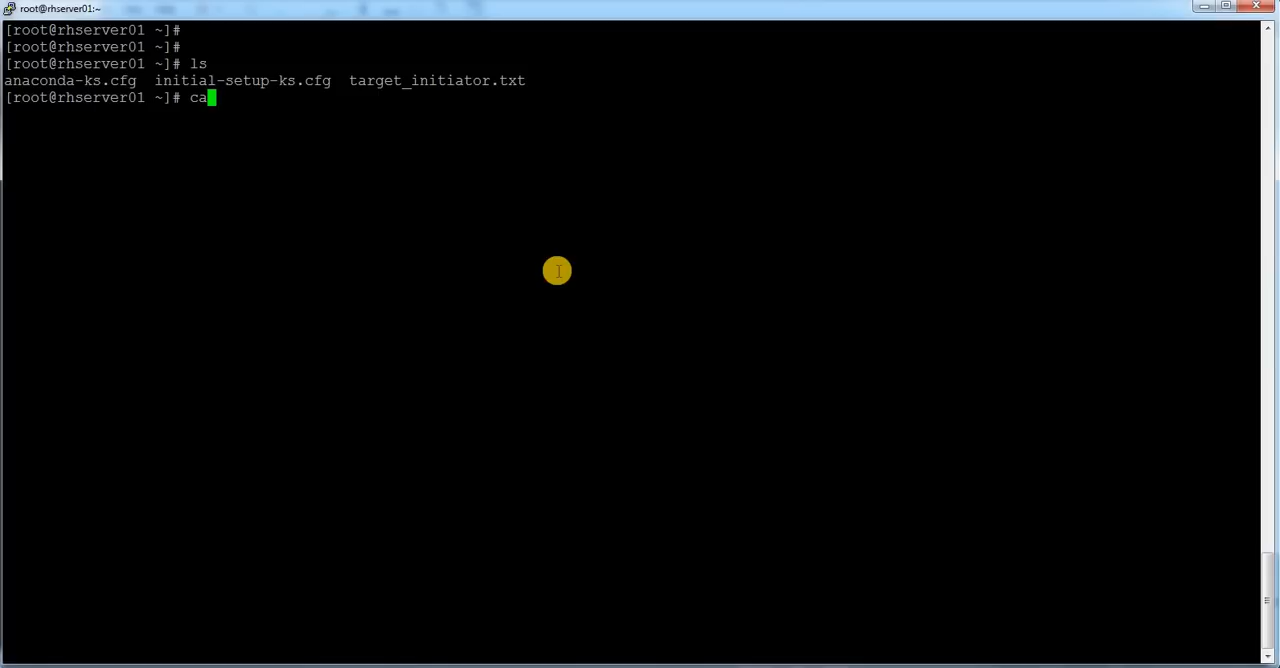 root@rhserver01:~
[root@rhserver01 ~]#
[root@rhserver01 ~]#
[root@rhserver01 ~]# ls
anaconda-ks.cfg  initial-setup-ks.cfg  target_initiator.txt
[root@rhserver01 ~]# ca